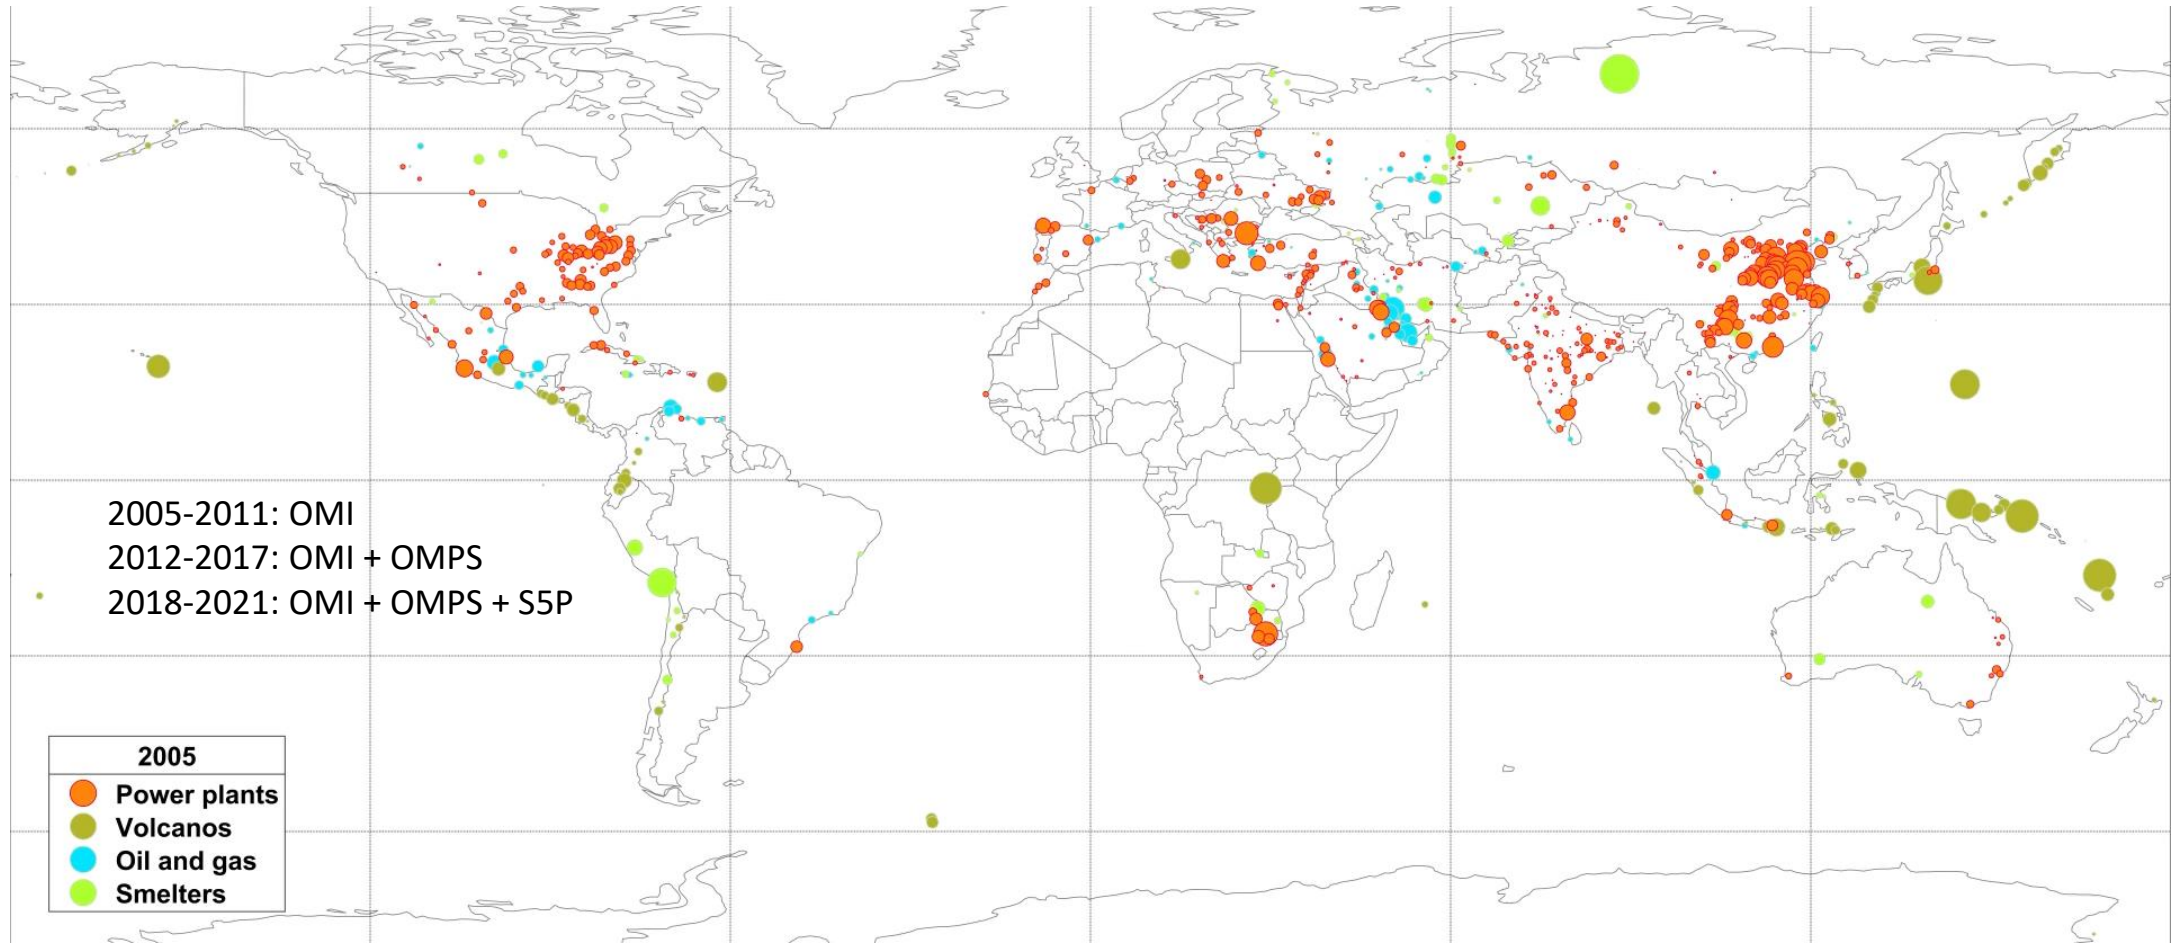 2005-2011: OMI
2012-2017: OMI + OMPS
2018-2021: OMI + OMPS + S5P
2005
Power plants
Volcanos
Oil and gas
Smelters